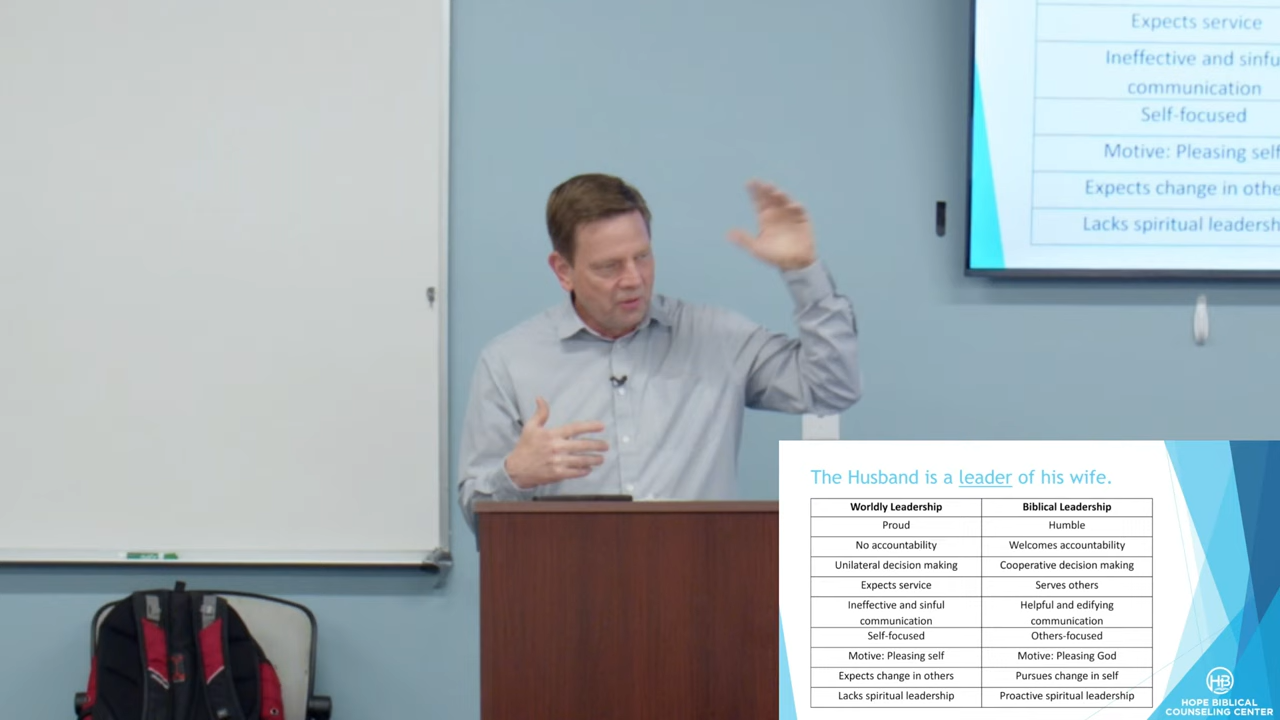 Expects service
Ineffective and sinfu
communication
Self-focused
Motive: Pleasing self
Expects change in othe
Lacks spiritual leadersh
The Husband is a leader of his wife.
Worldly Leadership Biblical Leadership
Proud Humble
No accountability Welcomes accountability
Unilateral decision making Cooperative decision making
Expects service Serves others
Ineffective and sinful Helpful and edifying
communication communication
Self-focused Others-focused
Motive: Pleasing self Motive: Pleasing God
Expects change in others Pursues change in self
Lacks spiritual leadership Proactive spiritual leadership
HB
HOPE BIBLICAL
COUNSELING CENTER